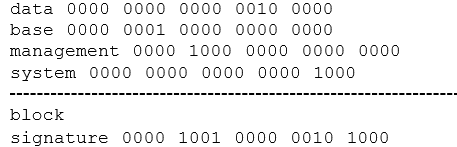 data 0000 0000 0000 0010 0000
base 0000 0001 0000 0000 0000
management 0000 1000 0000 0000 0000
system 0000 0000 0000 0000 1000
block
signature 0000 1001 0000 0010 1000